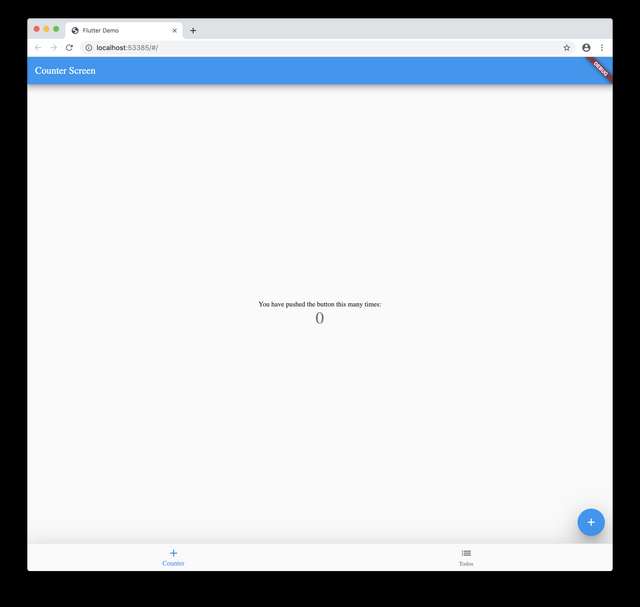 Flutter Demo
localhost:53385/#/
Counter Screen
DEBUG
You have pushed the button this many times:
0
Counter
Todos